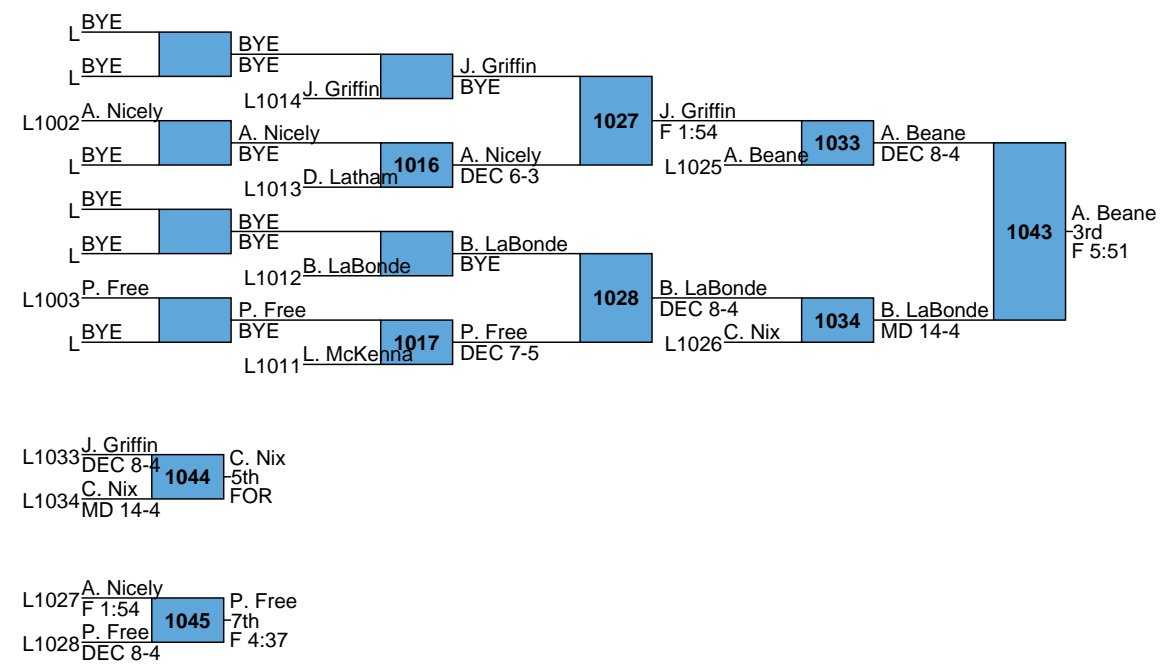 BYE
L
BYE
BYE
BYE
L
J. Griffin
BYE
J. Griffin
L1014
A. Nicely
L1002
1027
J. Griffin
F 1:54
1033
A. Beane
DEC 8-4
A. Nicely
BYE
BYE
L
1016
A. Nicely
DEC 6-3
A. Beane
L1025
D. Latham
L1013
BYE
L
BYE
BYE
1043
A. Beane
3rd
F 5:51
BYE
L
B. LaBonde
BYE
B. LaBonde
L1012
P. Free
L1003
1028
B. LaBonde
DEC 8-4
P. Free
BYE
1034
B. LaBonde
MD 14-4
BYE
L
1017
P. Free
DEC 7-5
C. Nix
L1026
L. McKenna
L1011
J. Griffin
L1033
DEC 8-4
1044
C. Nix
5th
FOR
C. Nix
L1034
MD 14-4
A. Nicely
L1027
F 1:54
1045
P. Free
7th
F 4:37
P. Free
L1028
DEC 8-4